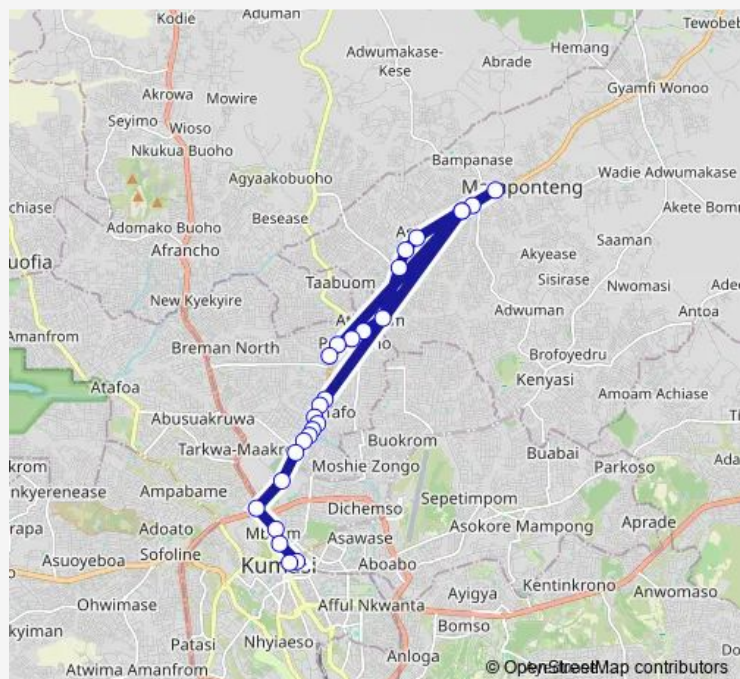 Kodie
Aduman
Tewobeb
Hemang
Adwumakase-
Kese
Abrade
Gyamfi Wonoo
Akrowa
Mowire
Seyimo
Wioso
Nkukua Buoho
Bampanase
Agyaakobuoho
Wadie Adwumakase
Akete Bom
chiase
Besease
Adomako Buoho
Afrancho
Saaman
uofia
Akyease
Taabuom
Sisirase
Nwomasi
Ade
New Kyekyire
Adwuman
Antoa
Amanfrom
Breman North
Brofoyedru
Kenyasi
Atafoa
Amoam Achiase
Abusuakruwa
Buokrom
Buabai
Moshie Zongo
Parkoso
krom
Ampabame
Sepetimpom
nkyerenease
Dichemso
Aprade
rapa
Adoato
Asokore Mampong
Asawase
Asuoyeboa
Sofoline
Aboabo
Kentinkrono
Anwomaso
Ohwimase
Afful Nkwanta
Ayigya
kyiman
Bomso
Patasi
Nhyiaeso
Anloga
Do
Atwima Amanfrom
© OpenStreetMap contributors